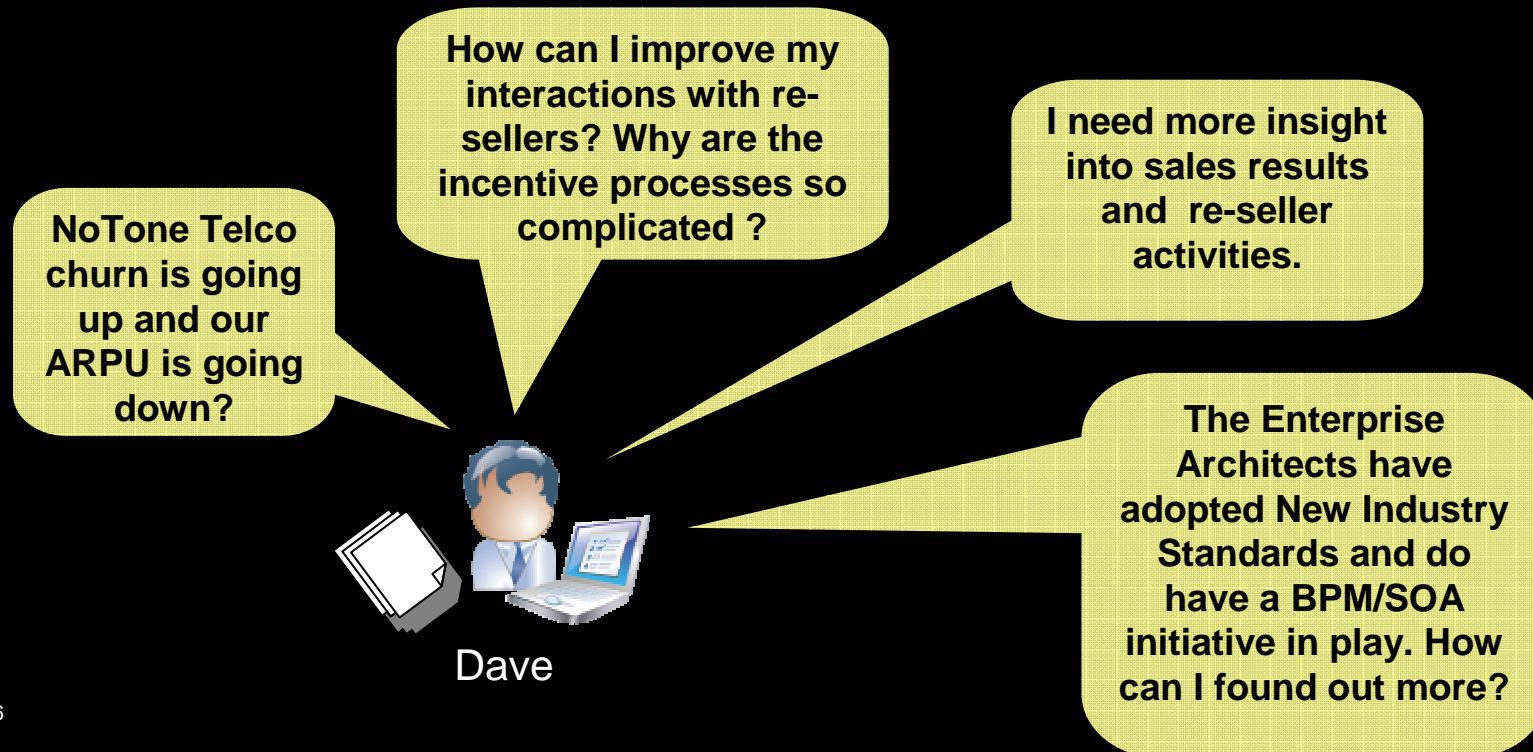 NoTone Telco
churn is going
up and our
ARPU is going
down?
How can I improve my
interactions with re-
sellers? Why are the
incentive processes so
complicated ?
I need more insight
into sales results
and re-seller
activities.
The Enterprise
Architects have
adopted New Industry
Standards and do
have a BPM/SOA
initiative in play. How
can I found out more?
Dave
6